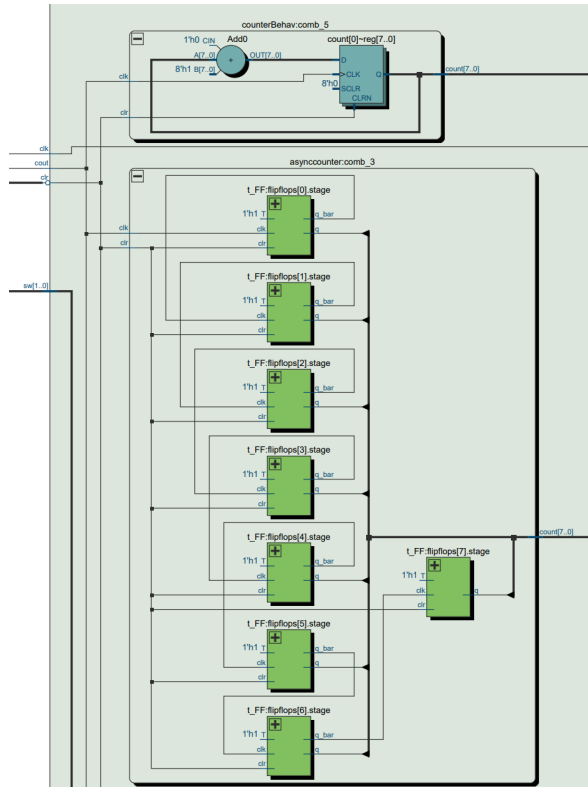 counterBehav:comb_5
1'h0 CIN Add0 count[0]~reg[7..0]
A[7..0] OUT[7..0] D
8'h1 B[7..0] + CLK Q count[7..0]
clk 8'h0 SCLR
clr CLRN
clk
cout
clr
asynccounter:comb_3
t_FF:flipflops[0].stage
1'h1 T q_bar
clk clk q
clr clr
sw[1..0]
t_FF:flipflops[1].stage
1'h1 T q_bar
clk q
clr
t_FF:flipflops[2].stage
1'h1 T q_bar
clk q
clr
t_FF:flipflops[3].stage
1'h1 T q_bar
clk q
clr
t_FF:flipflops[4].stage
1'h1 T q_bar
clk q
clr
count[7..0]
t_FF:flipflops[7].stage
1'h1 T
clk q
clr
t_FF:flipflops[5].stage
1'h1 T q_bar
clk q
clr
t_FF:flipflops[6].stage
1'h1 T q_bar
clk q
clr